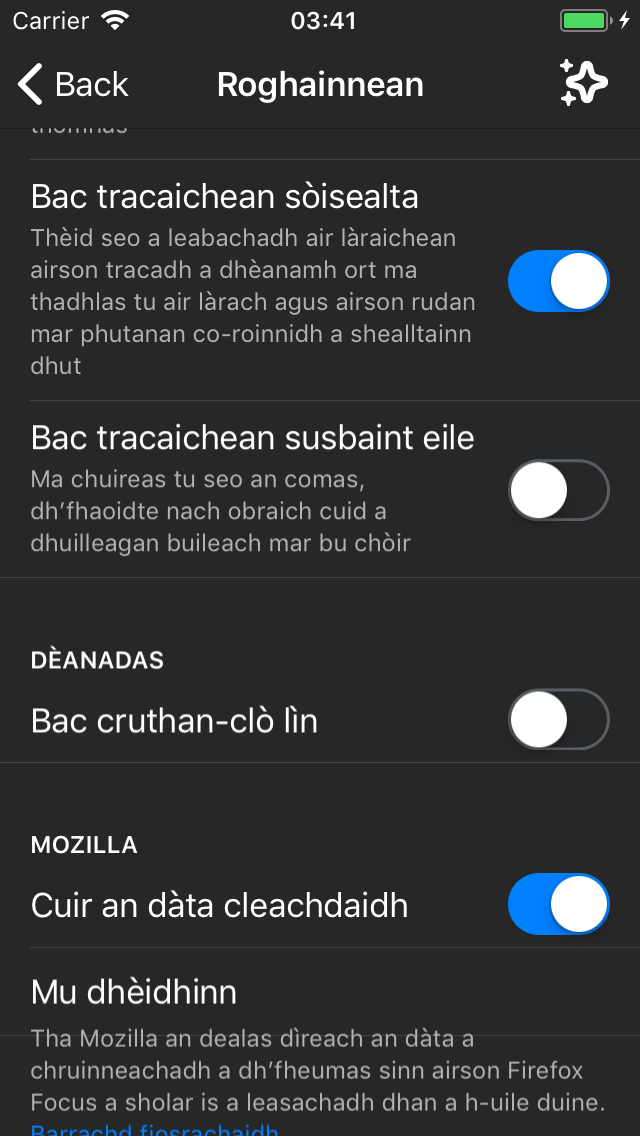 Carrier 03:41
Back Roghainnean
Bac tracaichean sòisealta
Thèid seo a leabachadh air làraichean
airson tracadh a dhèanamh ort ma
thadhlas tu air làrach agus airson rudan
mar phutanan co-roinnidh a shealltainn
dhut
Bac tracaichean susbaint eile
Ma chuireas tu seo an comas,
dh’fhaoidte nach obraich cuid a
dhuilleagan buileach mar bu chòir
DÈANADAS
Bac cruthan-clò lìn
MOZILLA
Cuir an dàta cleachdaidh
Mu dhèidhinn
Tha Mozilla an dealas dìreach an dàta a
chruinneachadh a dh’fheumas sinn airson Firefox
Focus a sholar is a leasachadh dhan a h-uile duine.
Barrachd fiosrachaidh